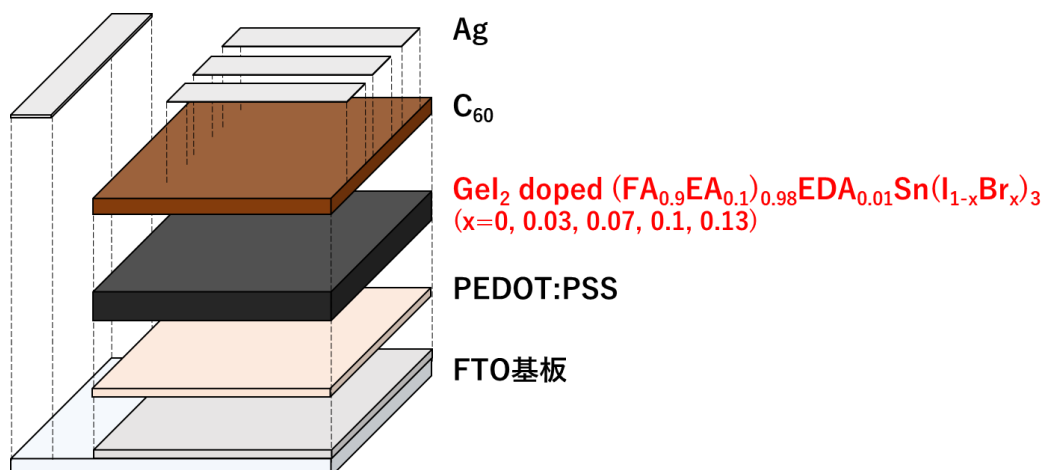 Ag
C₆₀
GeI₂ doped (FA₀.₉EA₀.₁)₀.₉₈EDA₀.₀₁Sn(I₁₋ₓBrₓ)₃
(x=0, 0.03, 0.07, 0.1, 0.13)
PEDOT:PSS
FTO基板